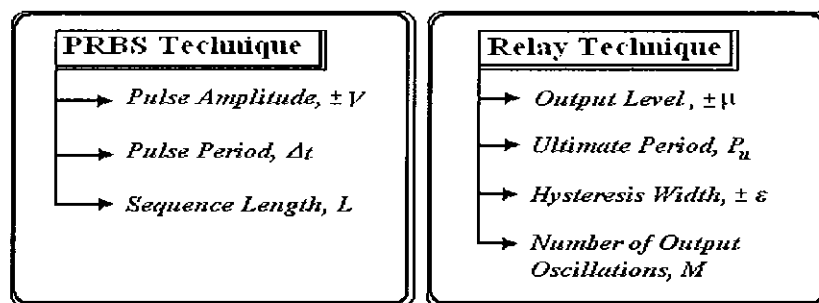 PRBS Technique
Pulse Amplitude, ± V
Pulse Period, Δt
Sequence Length, L
Relay Technique
Output Level, ±μ
Ultimate Period, Pu
Hysteresis Width, ± ε
Number of Output
Oscillations, M